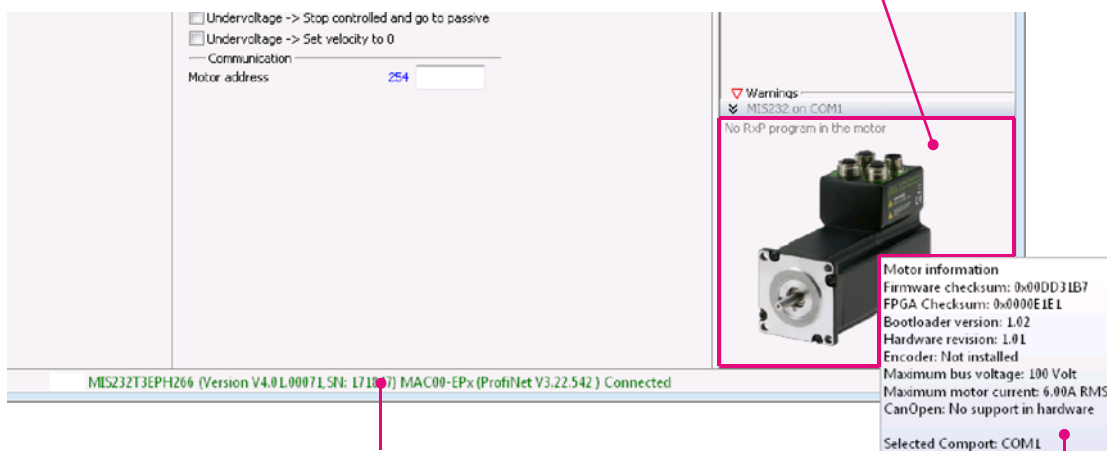 Undervoltage -> Stop controlled and go to passive
Undervoltage -> Set velocity to 0
Communication
Motor address 254
Warnings
MIS232 on COM1
No RxP program in the motor
Motor information
Firmware checksum: 0x00DD31B7
FPGA Checksum: 0x0000E1E1
Bootloader version: 1.02
Hardware revision: 1.01
Encoder: Not installed
Maximum bus voltage: 100 Volt
Maximum motor current: 6.00A RMS
CanOpen: No support in hardware
Selected Comport: COM1
MIS232T3EPH266 (Version V4.01.00071, SN: MAC00-EPx (ProfiNet V3.22.542 ) Connected